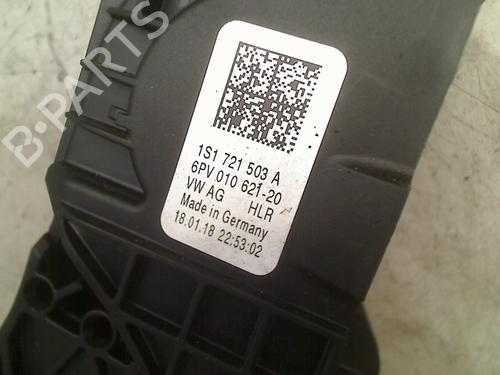 B-PARTS
1S1 721 503 A
6PV 010 621-20
VW AG HLR
Made in Germany
18.01.18 22:53:02